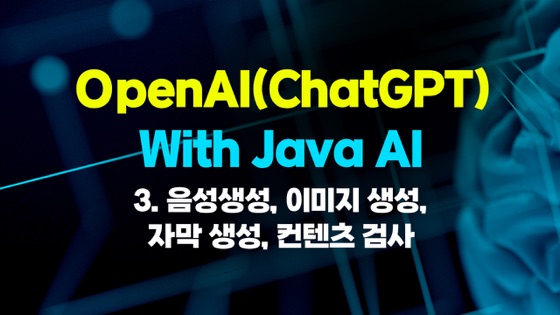 OpenAI(ChatGPT)
With Java AI
3. 음성생성, 이미지 생성,
자막 생성, 컨텐츠 검사